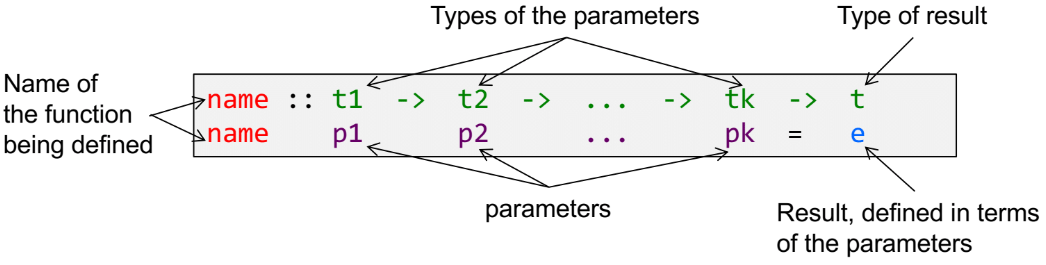 Types of the parameters
Type of result
Name of
the function
being defined
name :: t1 -> t2 -> ... -> tk -> t
name p1 p2 ... pk = e
parameters
Result, defined in terms
of the parameters